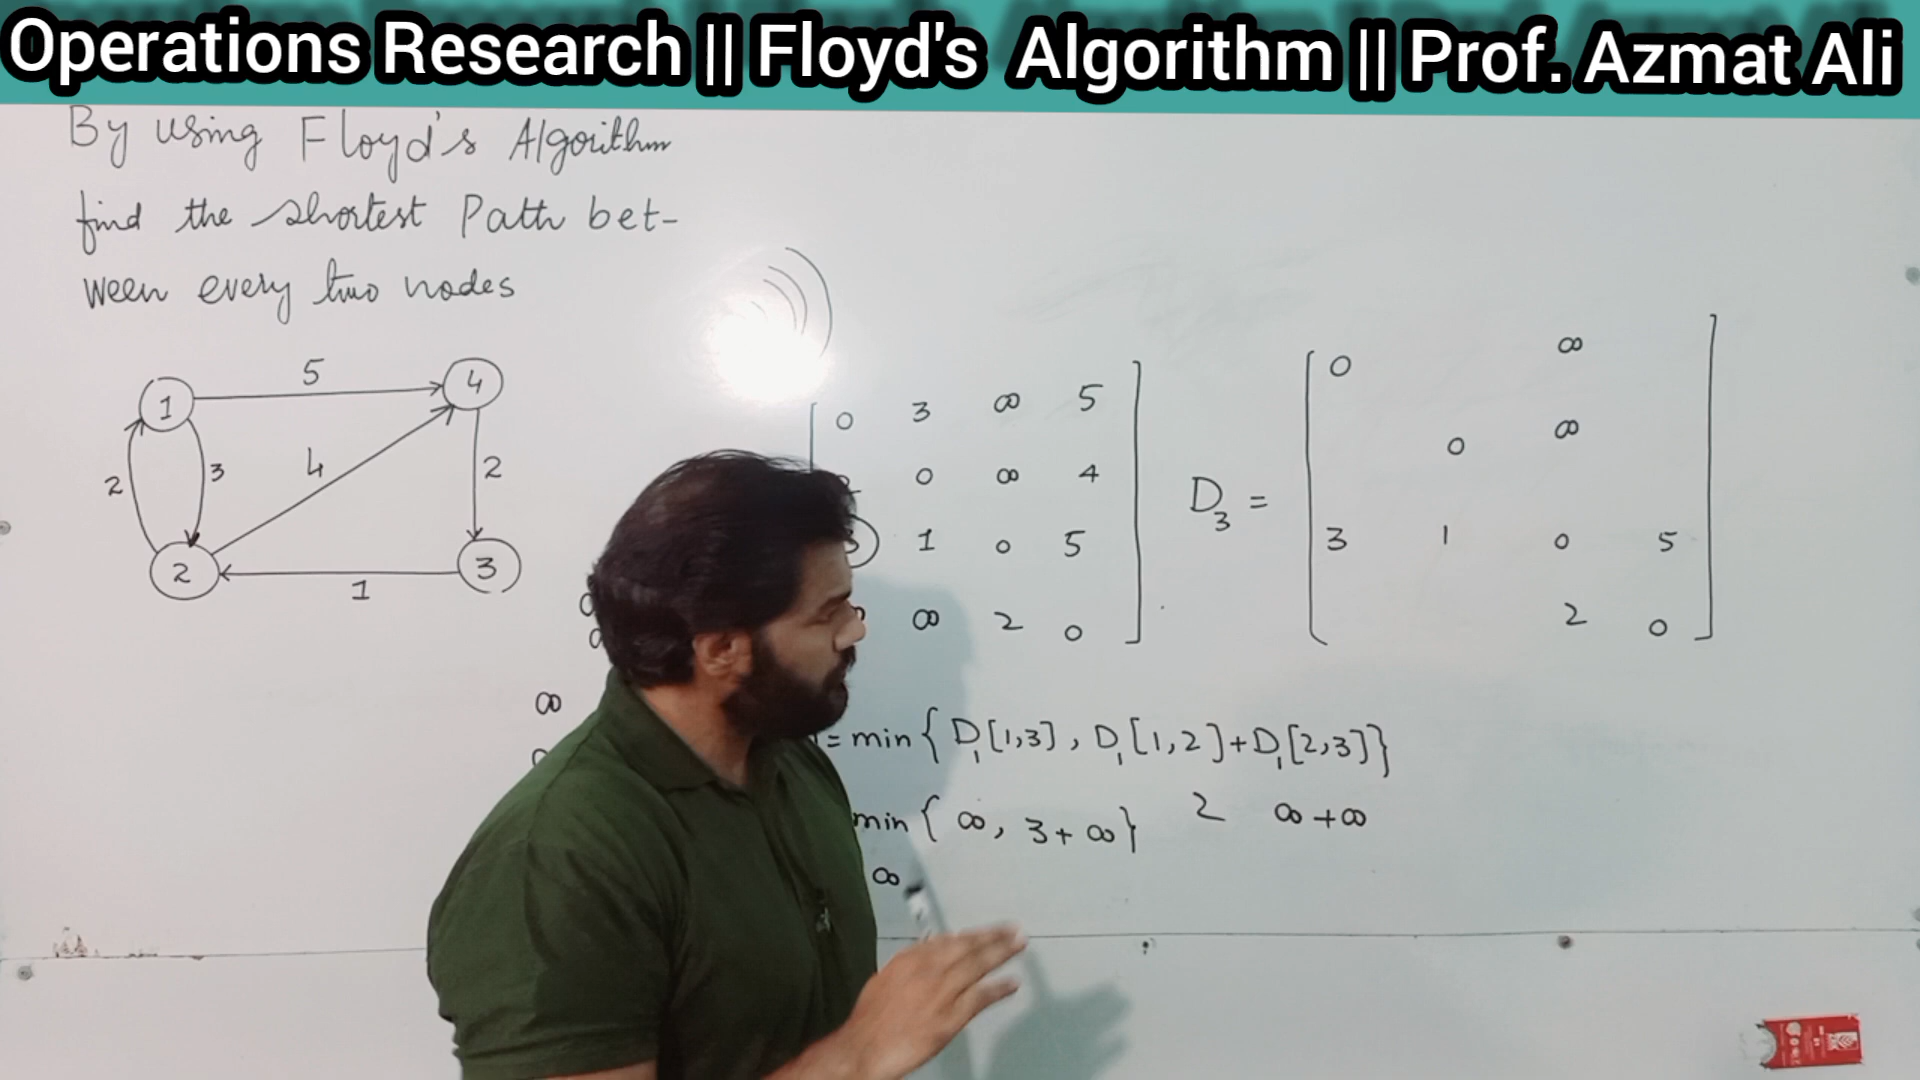 Operations Research || Floyd's Algorithm || Prof. Azmat Ali
By using Floyd's Algorithm
find the shortest Path bet-
ween every two nodes
5
1
4
2
3
4
2
2
3
1
0 3 ∞ 5
0 ∞ 4
3 1 0 5
∞ 2 0
D₃ =
0 ∞
0 ∞
3 1 0 5
2 0
∞
= min { D₁[1,3], D₁[1,2]+D₁[2,3]}
min { ∞, 3+∞} 2 ∞+∞
∞